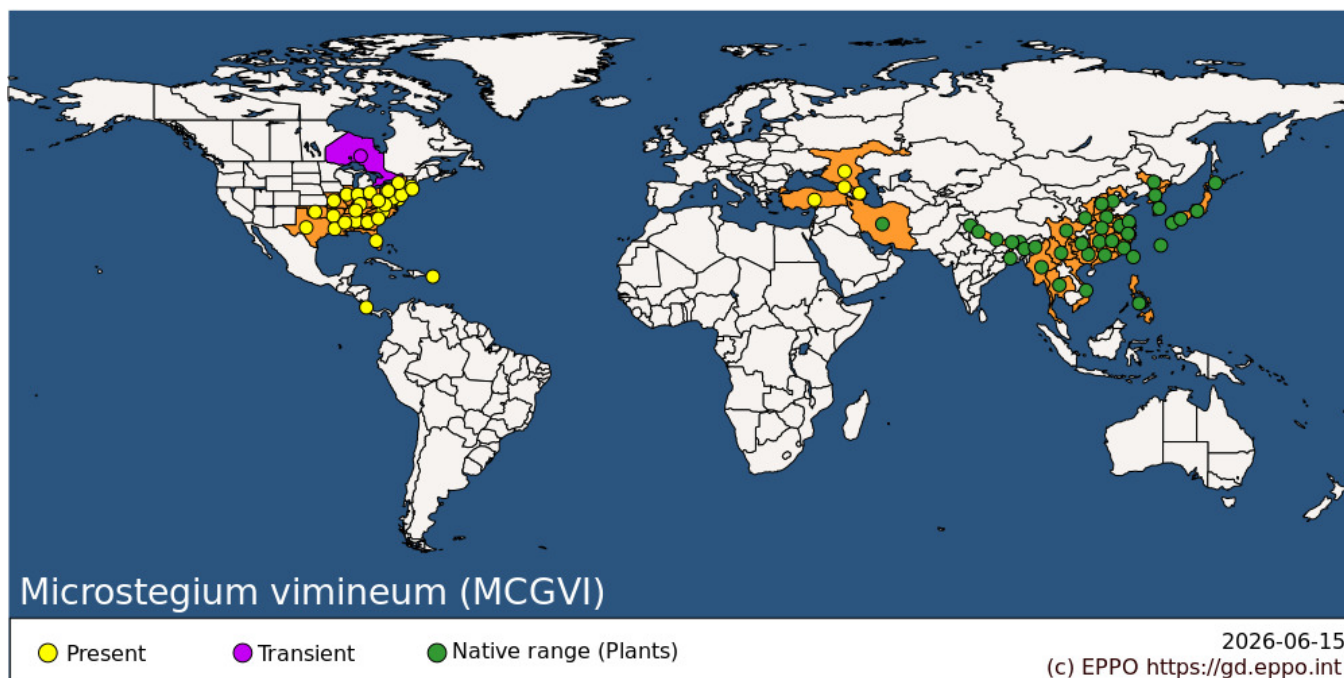 Microstegium vimineum (MCGVI)
Present
Transient
Native range (Plants)
2026-06-15
(c) EPPO https://gd.eppo.int